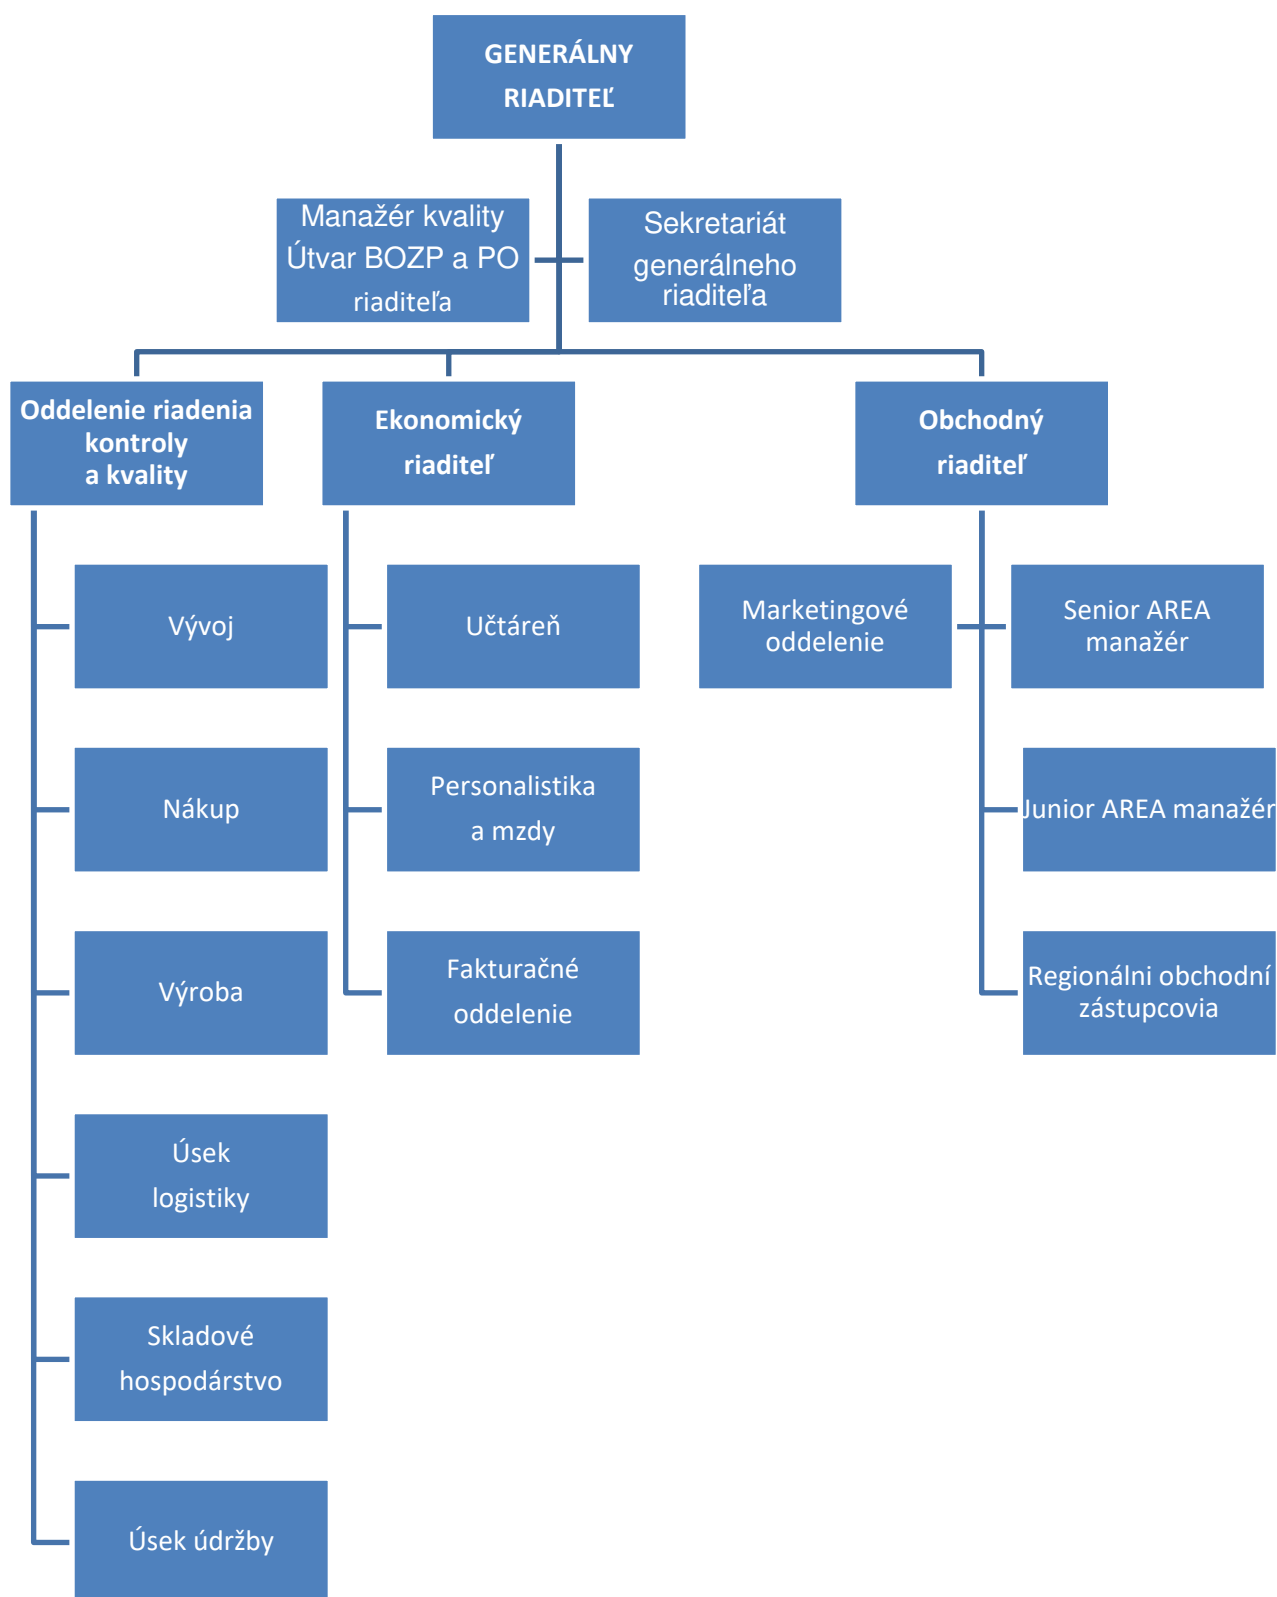 GENERÁLNY
RIADITEĽ
Manažér kvality
Útvar BOZP a PO
riaditeľa
Sekretariát
generálneho
riaditeľa
Oddelenie riadenia
kontroly
a kvality
Ekonomický
riaditeľ
Obchodný
riaditeľ
Vývoj
Učtáreň
Marketingové
oddelenie
Senior AREA
manažér
Nákup
Personalistika
a mzdy
Junior AREA manažér
Výroba
Fakturačné
oddelenie
Regionálni obchodní
zástupcovia
Úsek
logistiky
Skladové
hospodárstvo
Úsek údržby